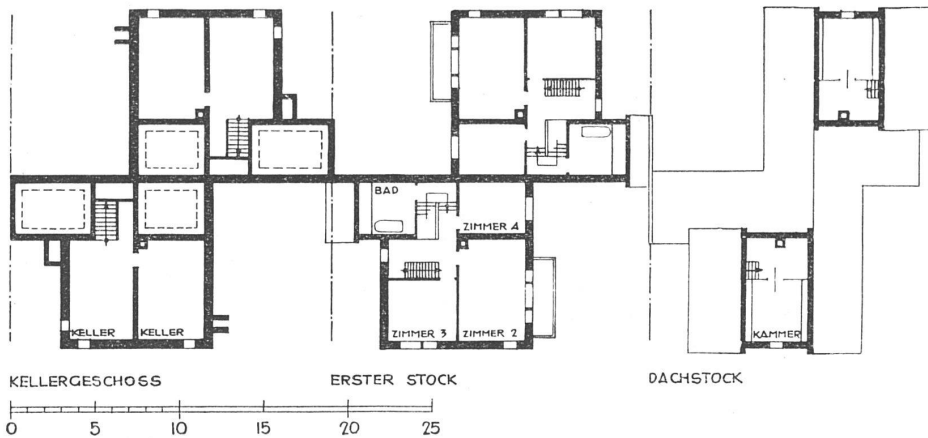 BAD
ZIMMER 4
KELLER KELLER
ZIMMER 3 ZIMMER 2
KAMMER
KELLERGESCHOSS ERSTER STOCK DACHSTOCK
0 5 10 15 20 25